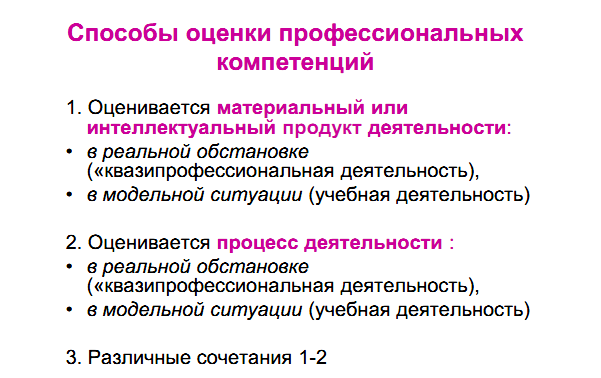 Способы оценки профессиональных
компетенций
1. Оценивается материальный или
интеллектуальный продукт деятельности:
• в реальной обстановке
(«квазипрофессиональная деятельность),
• в модельной ситуации (учебная деятельность)
2. Оценивается процесс деятельности :
• в реальной обстановке
(«квазипрофессиональная деятельность),
• в модельной ситуации (учебная деятельность)
3. Различные сочетания 1-2